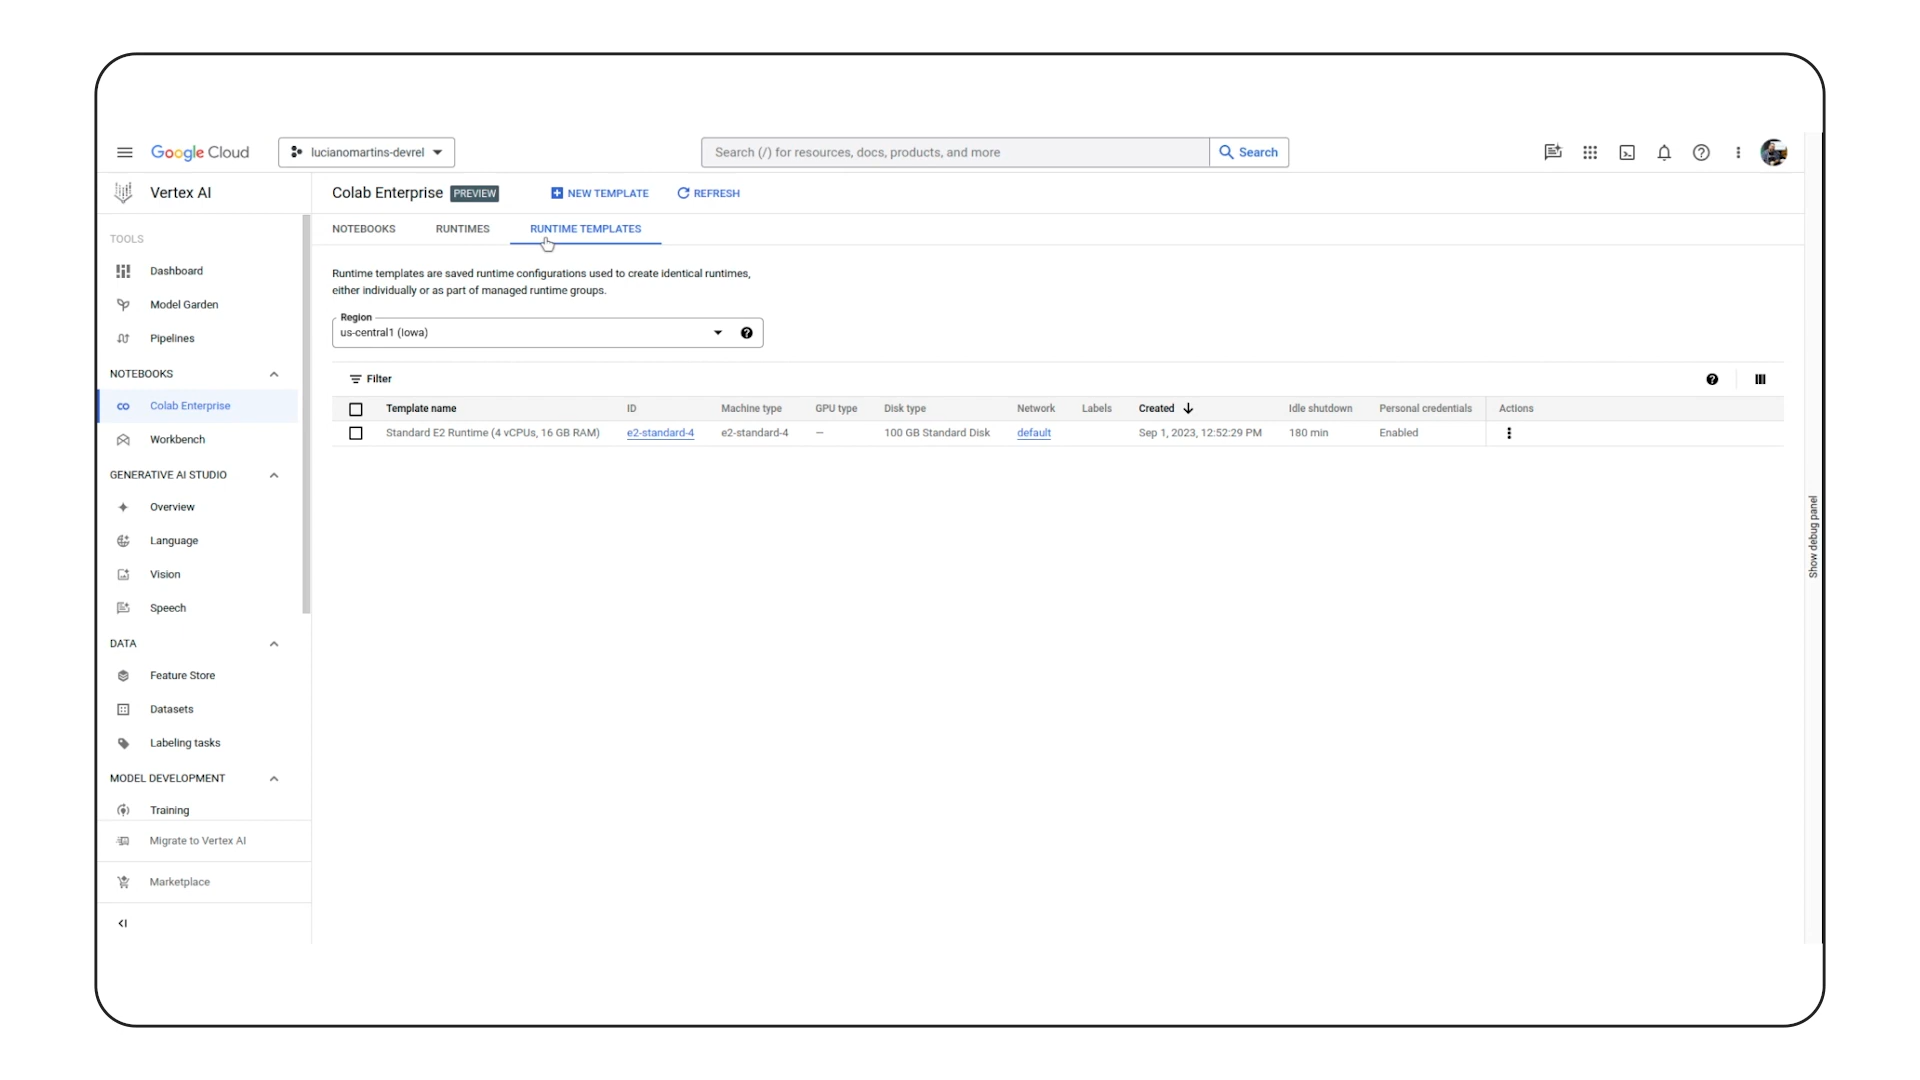 Google Cloud
lucianomartins-devrel
Search (/) for resources, docs, products, and more
Search
Vertex AI
Colab Enterprise PREVIEW
NEW TEMPLATE
REFRESH
NOTEBOOKS
RUNTIMES
RUNTIME TEMPLATES
TOOLS
Dashboard
Model Garden
Pipelines
NOTEBOOKS
Colab Enterprise
Workbench
GENERATIVE AI STUDIO
Overview
Language
Vision
Speech
DATA
Feature Store
Datasets
Labeling tasks
MODEL DEVELOPMENT
Training
Migrate to Vertex AI
Marketplace
Runtime templates are saved runtime configurations used to create identical runtimes,
either individually or as part of managed runtime groups.
Region
us-central1 (Iowa)
Filter
Template name ID Machine type GPU type Disk type Network Labels Created Idle shutdown Personal credentials Actions
Standard E2 Runtime (4 vCPUs, 16 GB RAM) e2-standard-4 e2-standard-4 — 100 GB Standard Disk default Sep 1, 2023, 12:52:29 PM 180 min Enabled
Show debug panel